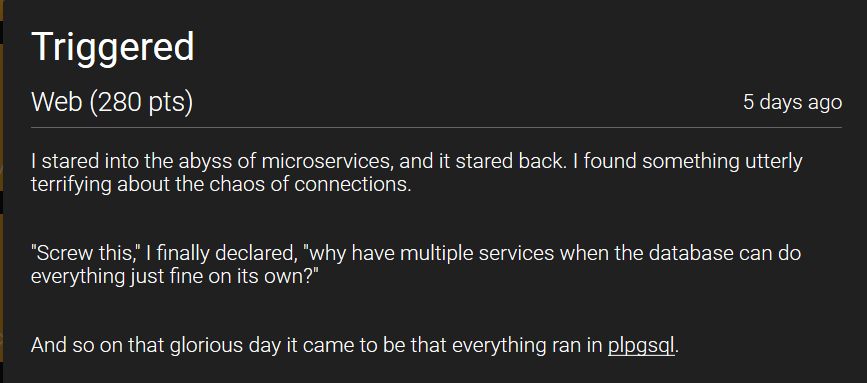 Triggered
Web (280 pts) 5 days ago
I stared into the abyss of microservices, and it stared back. I found something utterly
terrifying about the chaos of connections.
"Screw this," I finally declared, "why have multiple services when the database can do
everything just fine on its own?"
And so on that glorious day it came to be that everything ran in plpgsql.